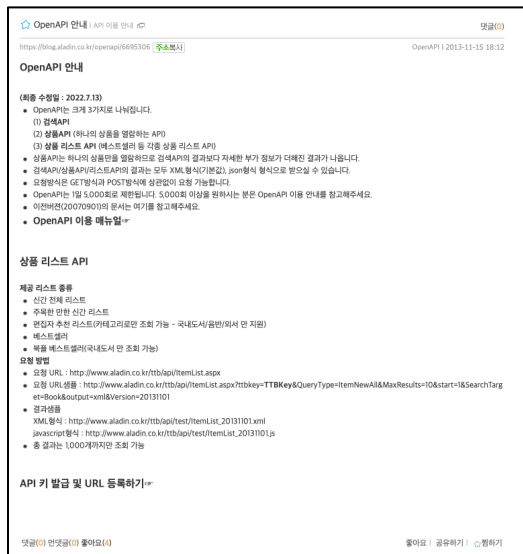 OpenAPI 안내 | API 이용 안내
댓글(0)
https://blog.aladin.co.kr/openapi/6695306 주소복사
OpenAPI | 2013-11-15 18:12
OpenAPI 안내
(최종 수정일 : 2022.7.13)
OpenAPI는 크게 3가지로 나눠집니다.
(1) 검색API
(2) 상품API (하나의 상품을 열람하는 API)
(3) 상품 리스트 API (베스트셀러 등 각종 상품 리스트 API)
상품API는 하나의 상품만을 열람하므로 검색API의 결과보다 자세한 부가 정보가 더해진 결과가 나옵니다.
검색API/상품API/리스트API의 결과는 모두 XML형식(기본값), json형식 형식으로 받으실 수 있습니다.
요청방식은 GET방식과 POST방식에 상관없이 요청 가능합니다.
OpenAPI는 1일 5,000회로 제한됩니다. 5,000회 이상을 원하시는 분은 OpenAPI 이용 안내를 참고해주세요.
이전버젼(20070901)의 문서는 여기를 참고해주세요.
OpenAPI 이용 매뉴얼☞
상품 리스트 API
제공 리스트 종류
신간 전체 리스트
주목한 만한 신간 리스트
편집자 추천 리스트(카테고리로만 조회 가능 - 국내도서/음반/외서 만 지원)
베스트셀러
북플 베스트셀러(국내도서 만 조회 가능)
요청 방법
요청 URL : http://www.aladin.co.kr/ttb/api/ItemList.aspx
요청 URL샘플 : http://www.aladin.co.kr/ttb/api/ItemList.aspx?ttbkey=TTBKey&QueryType=ItemNewAll&MaxResults=10&start=1&SearchTarg
et=Book&output=xml&Version=20131101
결과샘플
XML형식 : http://www.aladin.co.kr/ttb/api/test/ItemList_20131101.xml
javascript형식 : http://www.aladin.co.kr/ttb/api/test/ItemList_20131101.js
총 결과는 1,000개까지만 조회 가능
API 키 발급 및 URL 등록하기☞
댓글(0) 먼댓글(0) 좋아요(4)
좋아요 | 공유하기 | 찜하기